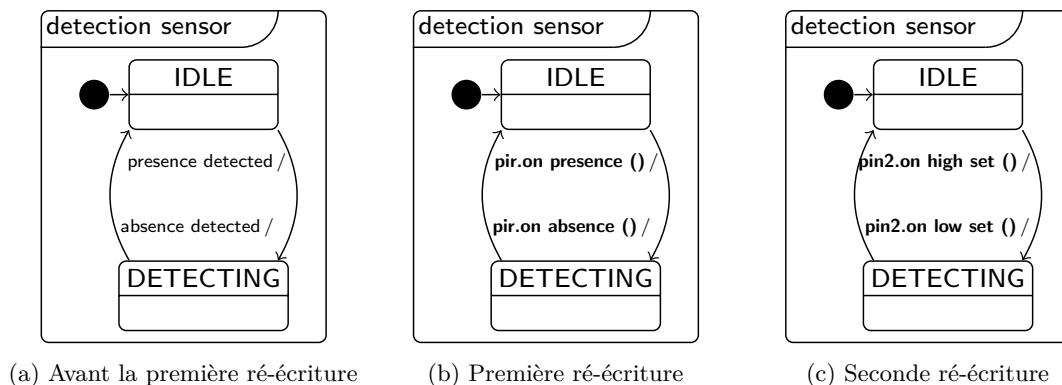 detection sensor
IDLE
presence detected /
absence detected /
DETECTING
(a) Avant la première ré-écriture
detection sensor
IDLE
pir.on presence () /
pir.on absence () /
DETECTING
(b) Première ré-écriture
detection sensor
IDLE
pin2.on high set () /
pin2.on low set () /
DETECTING
(c) Seconde ré-écriture